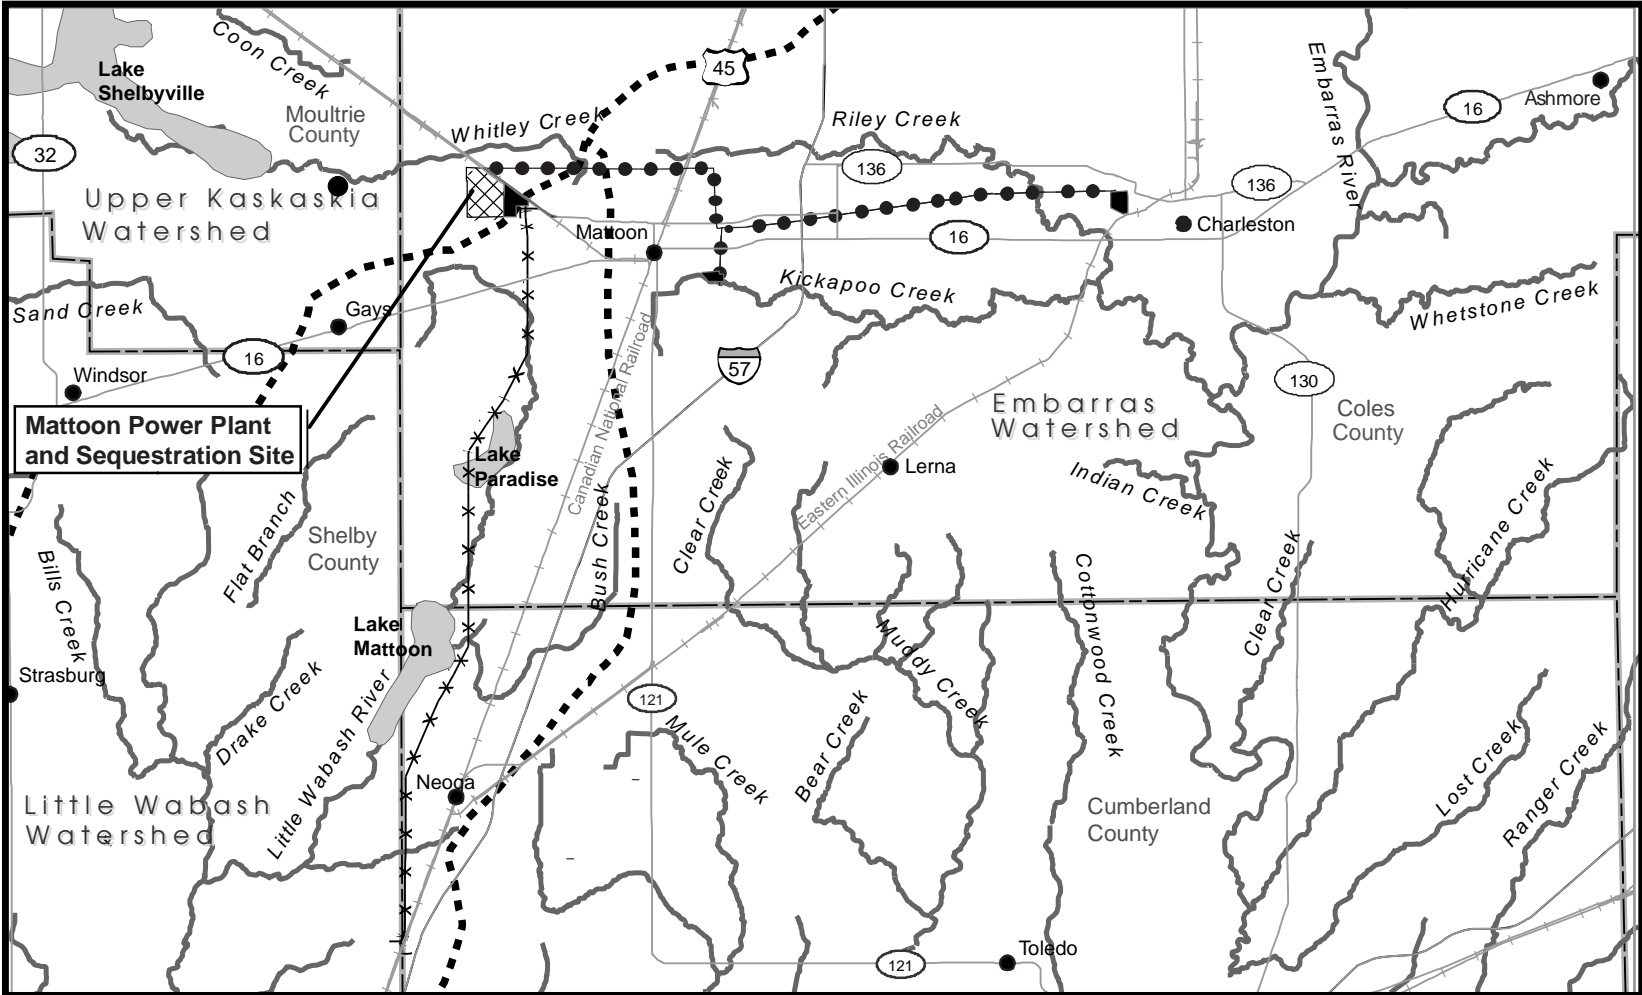 Coon Creek
Lake
Shelbyville
Moultrie
County
45
Whitley Creek
Riley Creek
Embarras River
16
Ashmore
32
136
136
Upper Kaskaskia
Watershed
Mattoon
16
Charleston
Sand Creek
Gays
Kickapoo Creek
Whetstone Creek
16
Windsor
Canadian National Railroad
57
130
Mattoon Power Plant
and Sequestration Site
Embarras
Watershed
Coles
County
Lake
Paradise
Eastern Illinois Railroad
Lerna
Indian Creek
Flat Branch
Shelby
County
Bush Creek
Clear Creek
Hurricane Creek
Bills Creek
Cottonwood Creek
Clear Creek
Lake
Mattoon
Muddy Creek
Strasburg
Drake Creek
Little Wabash River
121
Mule Creek
Bear Creek
Lost Creek
Ranger Creek
Neoga
Little Wabash
Watershed
Cumberland
County
121
Toledo